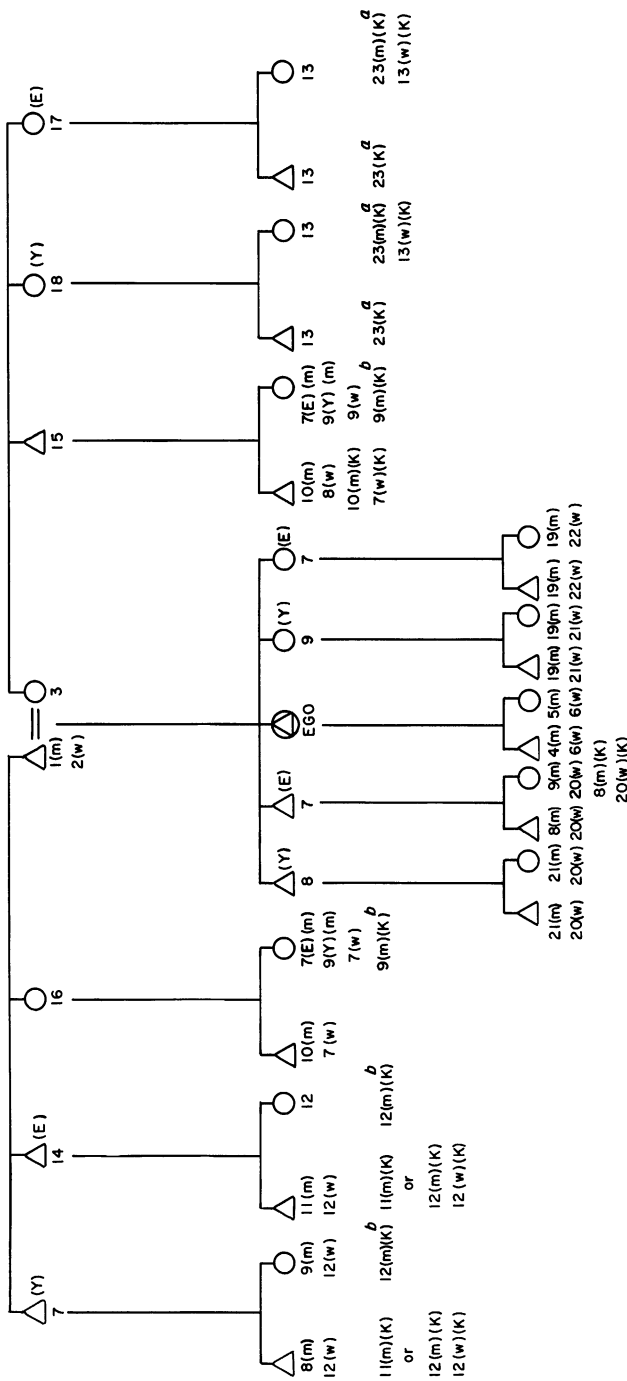 (Y)
7
(E)
14
16
1(m)
2(w)
3
15
(Y)
18
(E)
17
8(m)
12(w)
11(m)(K)
or
12(m)(K)
12(w)(K)
9(m)
12(w)
12(m)(K) b
11(m)
12(w)
11(m)(K)
or
12(m)(K)
12(w)(K)
12
12(m)(K) b
10(m)
7(w)
7(E)(m)
9(Y)(m)
7(w)
9(m)(K) b
(Y)
8
(E)
7
EGO
(Y)
9
(E)
7
10(m)
8(w)
10(m)(K)
7(w)(K)
7(E)(m)
9(Y)(m)
9(w)
9(m)(K) b
13
23(K) a
13
23(m)(K) a
13(w)(K)
13
23(K) a
13
23(m)(K) a
13(w)(K)
21(m)
20(w)
21(m)
20(w)
8(m)
20(w)
9(m)
20(w)
8(m)(K)
20(w)(K)
4(m)
6(w)
5(m)
6(w)
19(m)
21(w)
19(m)
21(w)
19(m)
22(w)
19(m)
22(w)